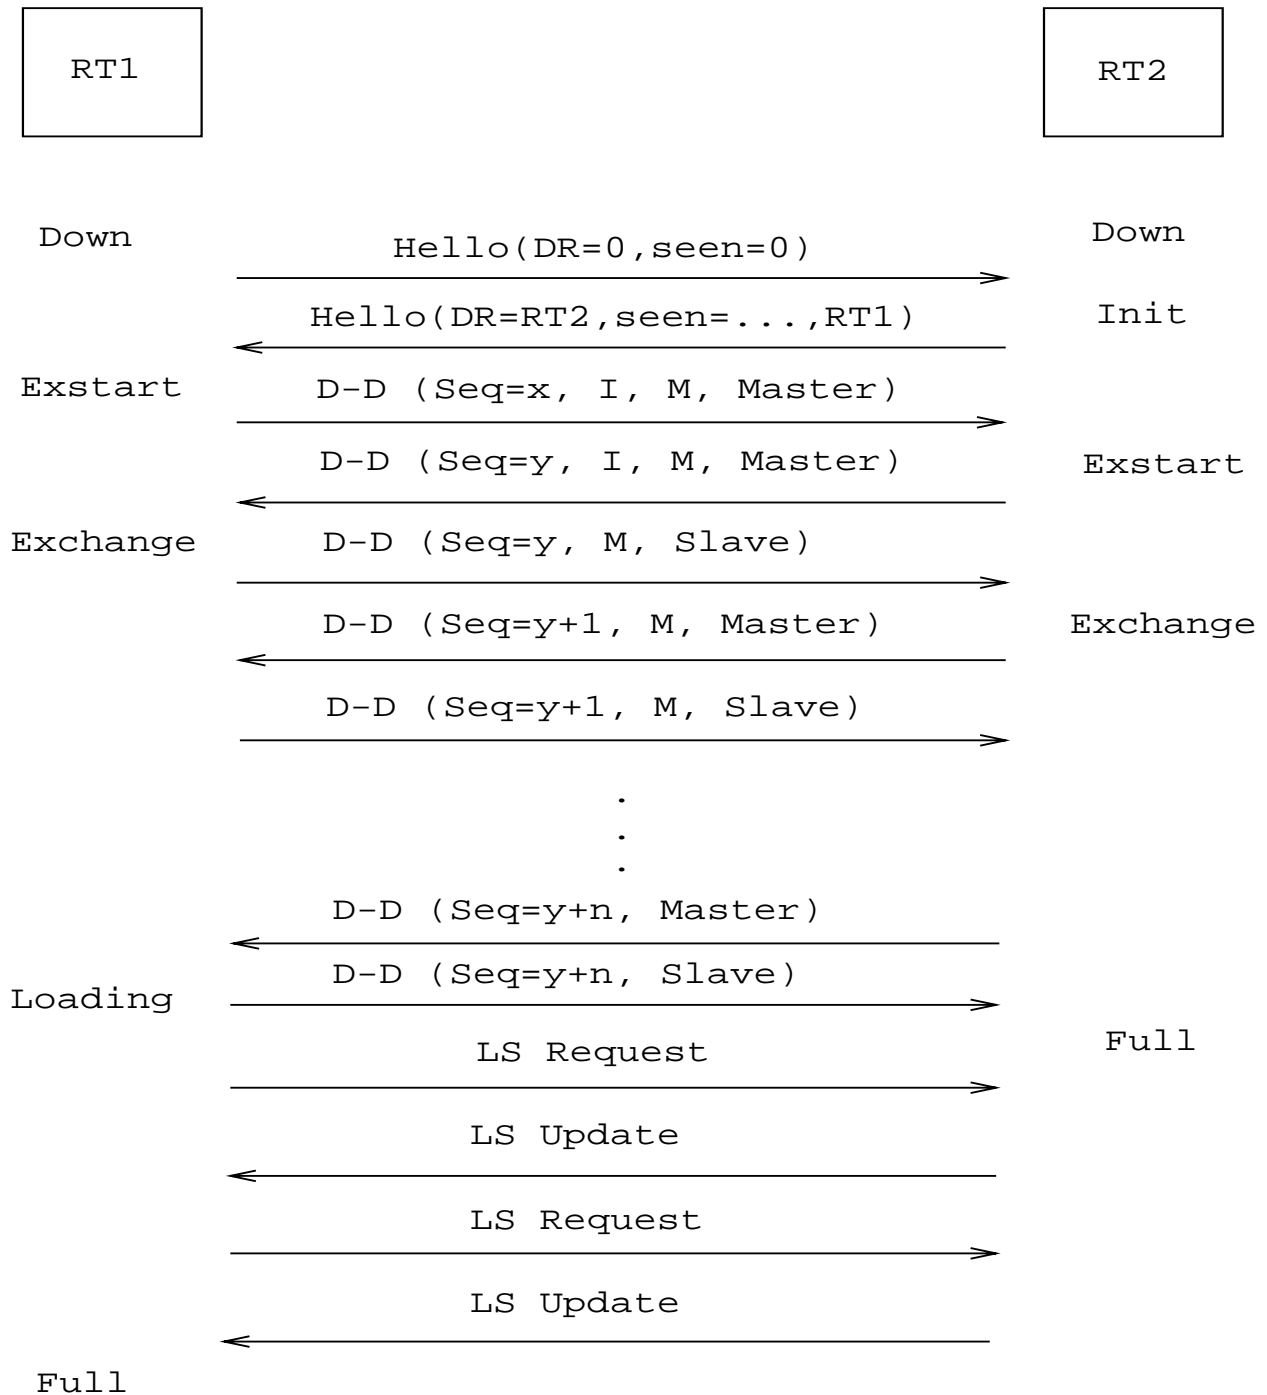 RT1
RT2
Down
Down
Hello(DR=0,seen=0)
Hello(DR=RT2,seen=...,RT1)
Init
Exstart
D-D (Seq=x, I, M, Master)
D-D (Seq=y, I, M, Master)
Exstart
Exchange
D-D (Seq=y, M, Slave)
D-D (Seq=y+1, M, Master)
Exchange
D-D (Seq=y+1, M, Slave)
.
.
.
D-D (Seq=y+n, Master)
D-D (Seq=y+n, Slave)
Loading
LS Request
Full
LS Update
LS Request
LS Update
Full